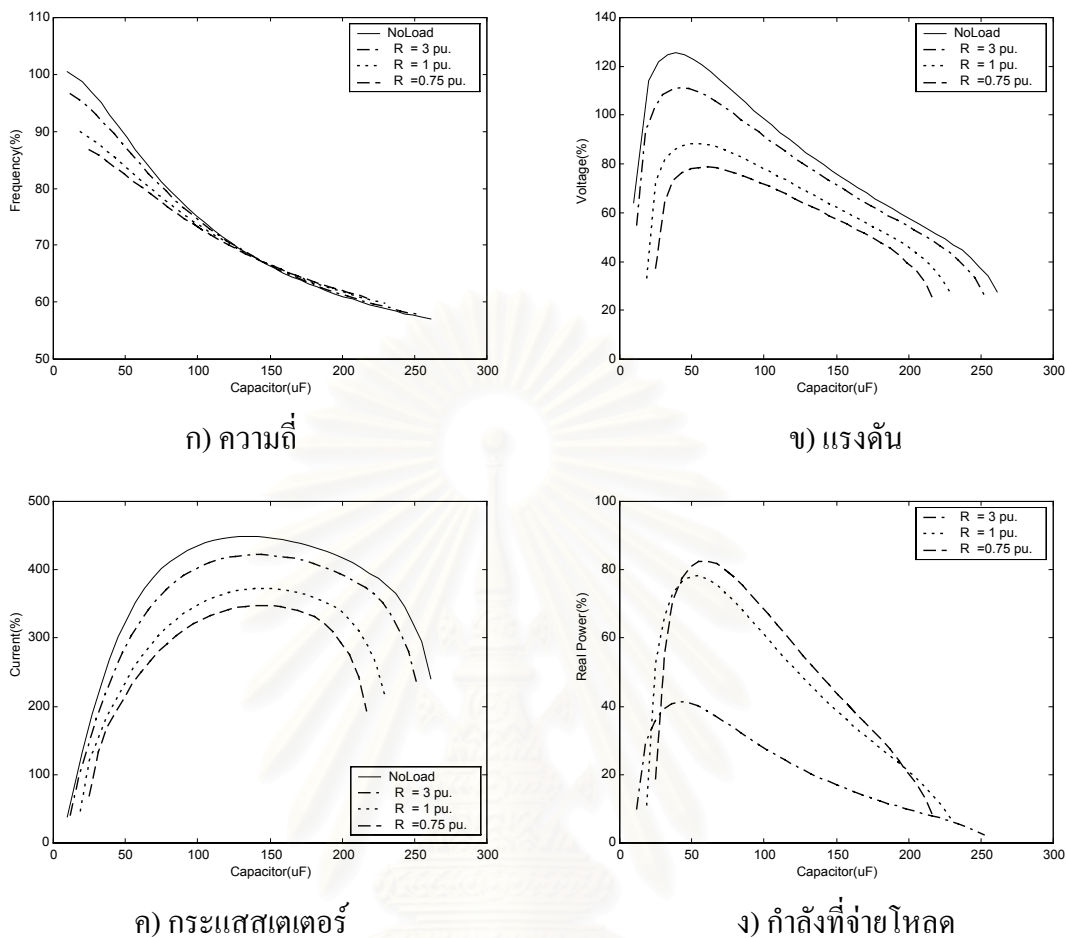 110
100
90
80
70
60
50
Frequency(%)
0 50 100 150 200 250 300
Capacitor(uF)
NoLoad
R = 3 pu.
R = 1 pu.
R =0.75 pu.
ก) ความถี่
140
120
100
80
60
40
20
0
Voltage(%)
0 50 100 150 200 250 300
Capacitor(uF)
NoLoad
R = 3 pu.
R = 1 pu.
R =0.75 pu.
ข) แรงดัน
500
400
300
200
100
0
Current(%)
0 50 100 150 200 250 300
Capacitor(uF)
NoLoad
R = 3 pu.
R = 1 pu.
R =0.75 pu.
ค) กระแสสเตเตอร์
100
80
60
40
20
0
Real Power(%)
0 50 100 150 200 250 300
Capacitor(uF)
R = 3 pu.
R = 1 pu.
R =0.75 pu.
ง) กำลังที่จ่ายโหลด